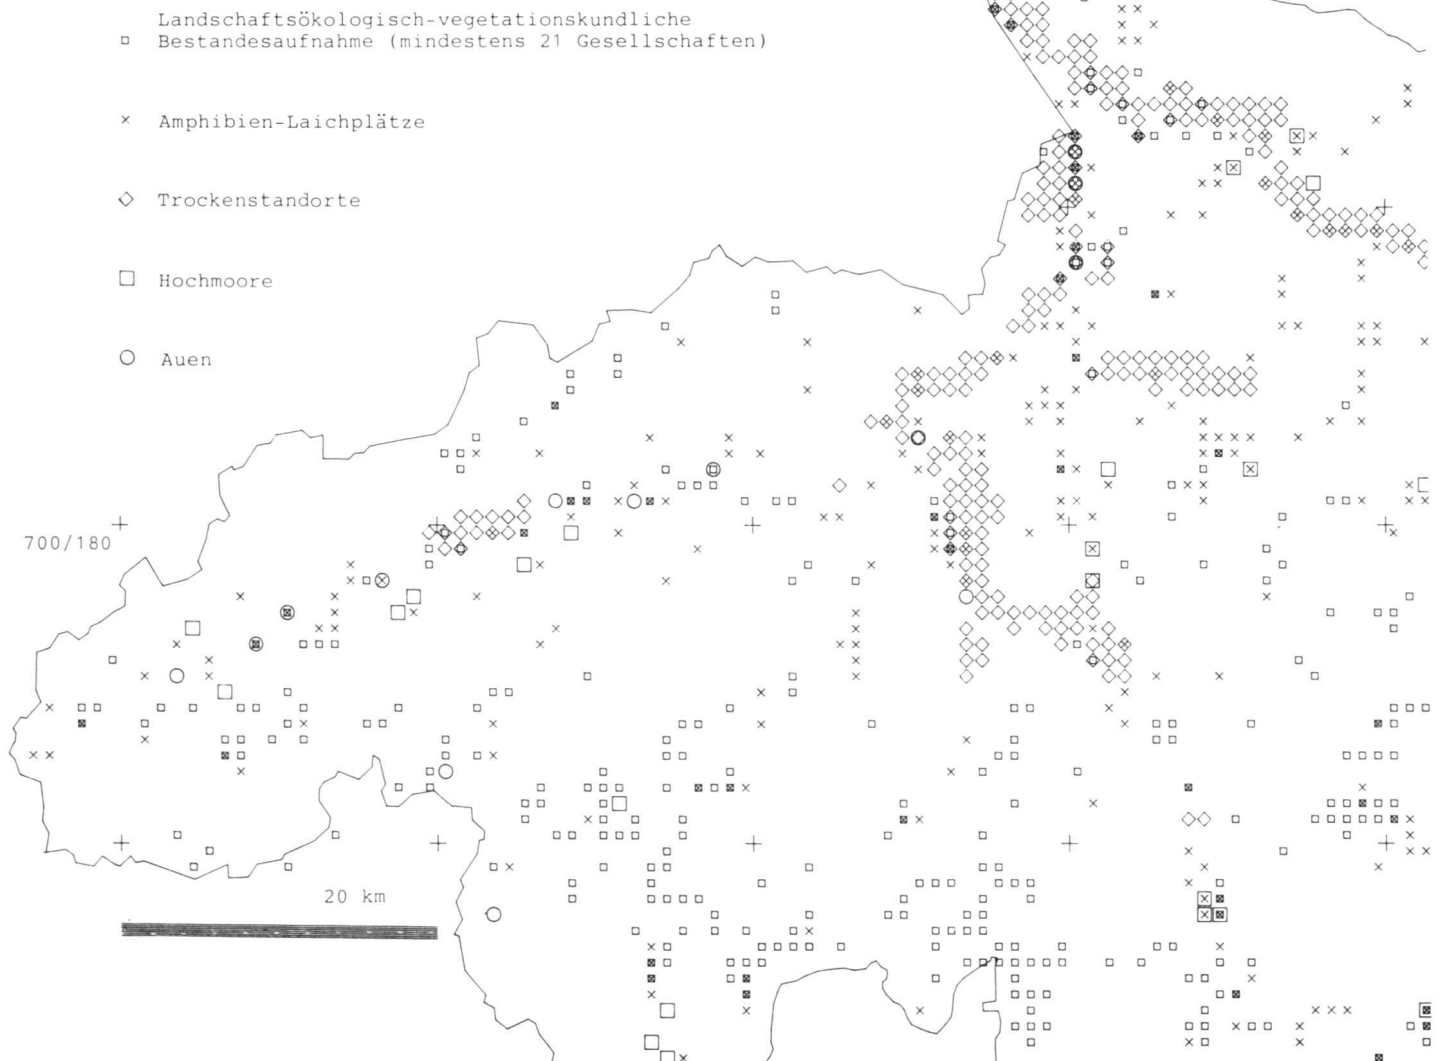 Landschaftsökologisch-vegetationskundliche
Bestandesaufnahme (mindestens 21 Gesellschaften)
Amphibien-Laichplätze
Trockenstandorte
Hochmoore
Auen
700/180
20 km